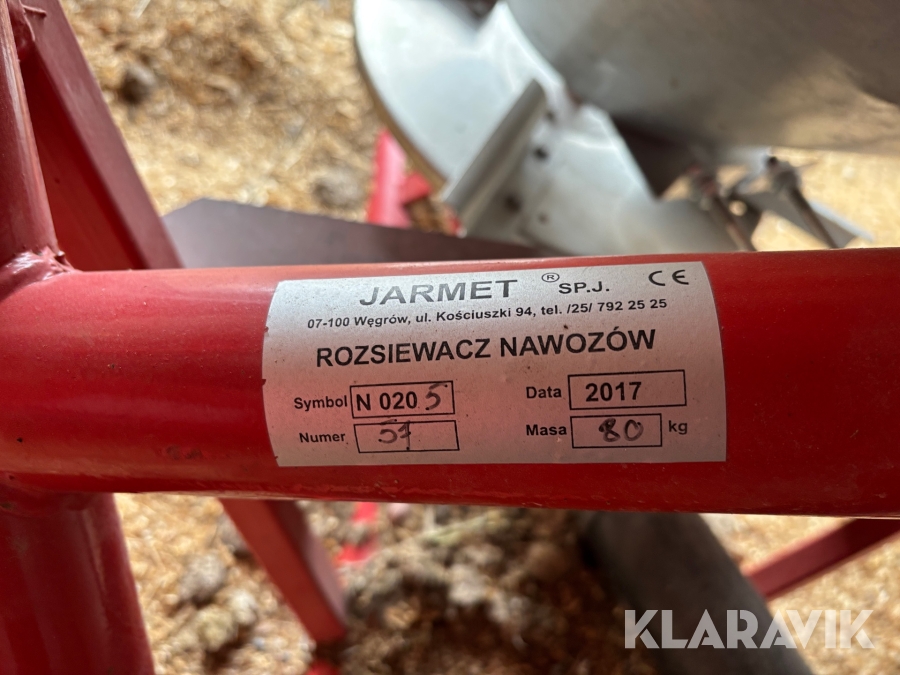 JARMET ® SP.J. CE
07-100 Węgrów, ul. Kościuszki 94, tel. /25/ 792 25 25
ROZSIEWACZ NAWOZÓW
Symbol N 020 5 Data 2017
Numer 57 Masa 80 kg
KLARAVIK